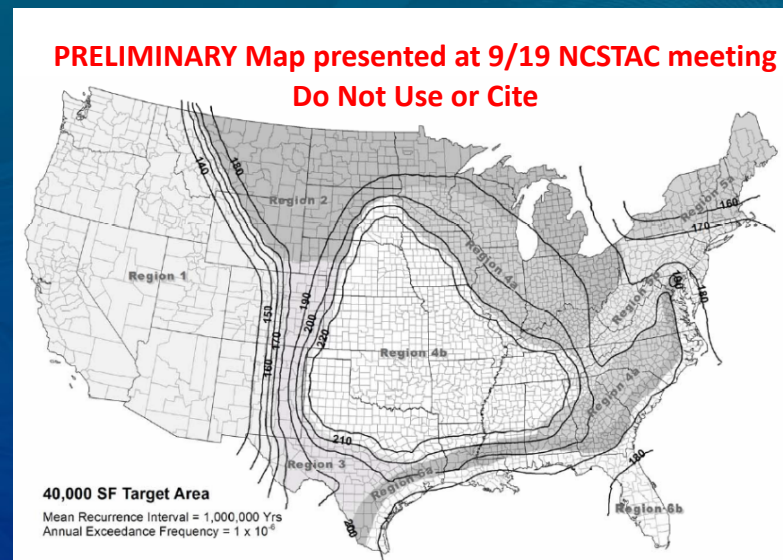 PRELIMINARY Map presented at 9/19 NCSTAC meeting
Do Not Use or Cite
140
180
Region 2
Region 5a
160
170
Region 1
Region 4a
Region 5b
180
180
190
200
220
150
170
160
Region 4b
Region 4a
210
Region 3
Region 6a
180
200
Region 6b
40,000 SF Target Area
Mean Recurrence Interval = 1,000,000 Yrs
Annual Exceedance Frequency = 1 x 10⁻⁶